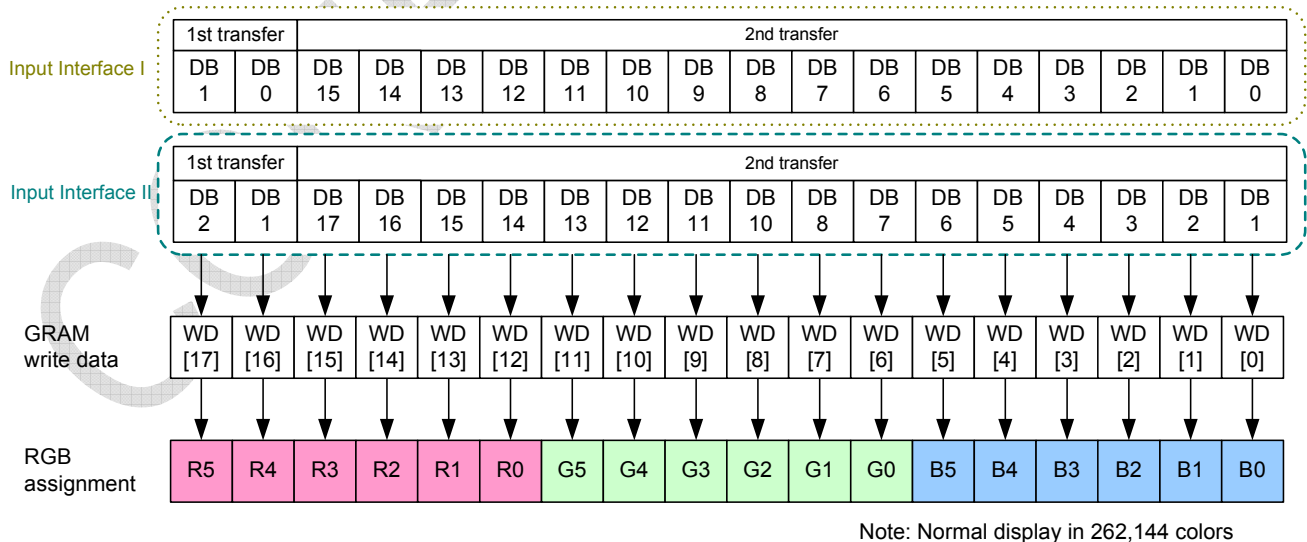 1st transfer 2nd transfer
Input Interface I
DB 1 DB 0 DB 15 DB 14 DB 13 DB 12 DB 11 DB 10 DB 9 DB 8 DB 7 DB 6 DB 5 DB 4 DB 3 DB 2 DB 1 DB 0
1st transfer 2nd transfer
Input Interface II
DB 2 DB 1 DB 17 DB 16 DB 15 DB 14 DB 13 DB 12 DB 11 DB 10 DB 8 DB 7 DB 6 DB 5 DB 4 DB 3 DB 2 DB 1
GRAM write data
WD [17] WD [16] WD [15] WD [14] WD [13] WD [12] WD [11] WD [10] WD [9] WD [8] WD [7] WD [6] WD [5] WD [4] WD [3] WD [2] WD [1] WD [0]
RGB assignment
R5 R4 R3 R2 R1 R0 G5 G4 G3 G2 G1 G0 B5 B4 B3 B2 B1 B0
Note: Normal display in 262,144 colors